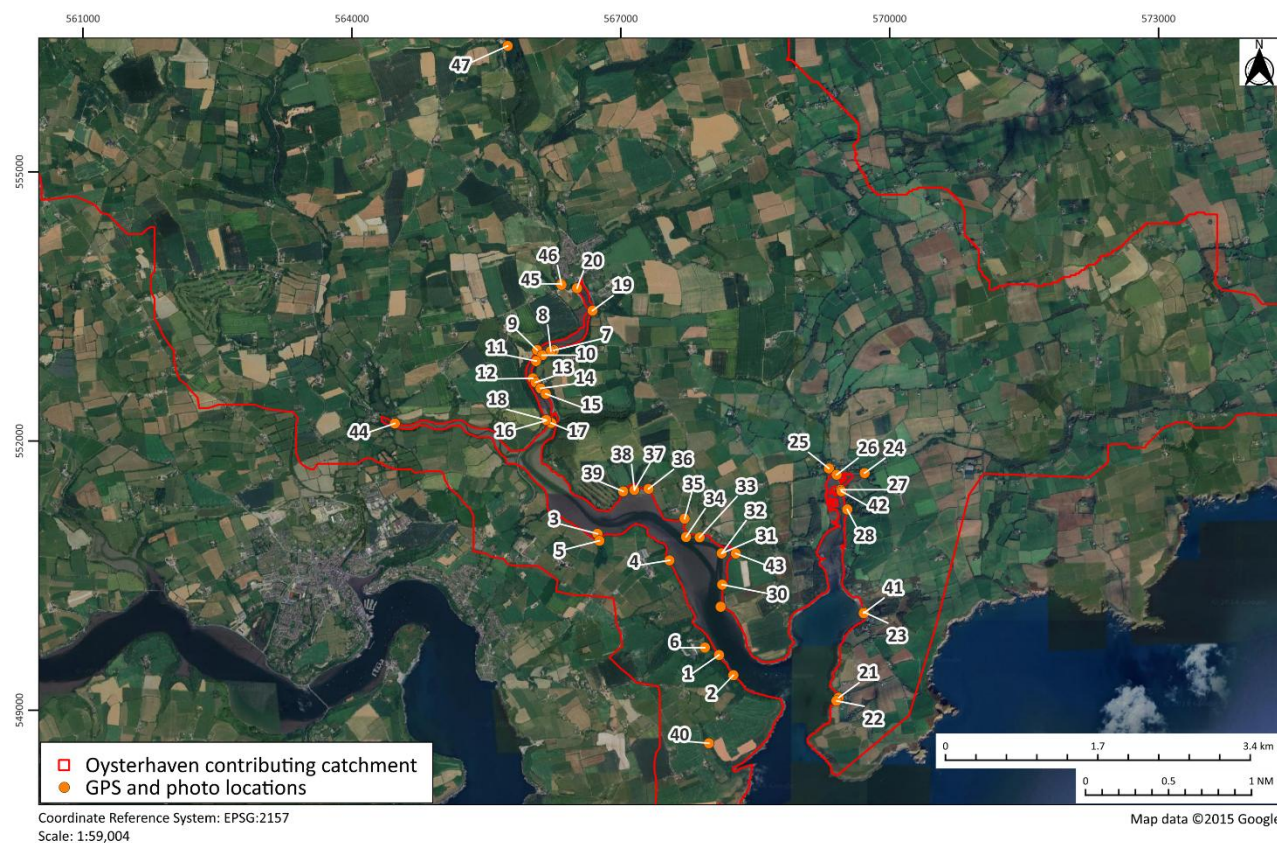 561000 564000 567000 570000 573000
N
47
555000
46 20
45 19
9 8 7
11 10
12 13
14
15
18
16 17
44
552000
25 26 24
38 37 36
39 27
35 34 33 42
32 28
3 31
5 4 43
30
41
6 23
1
2 21
22
549000
40
0 1.7 3.4 km
0 0.5 1 NM
Oysterhaven contributing catchment
GPS and photo locations
Coordinate Reference System: EPSG:2157
Map data ©2015 Google
Scale: 1:59,004